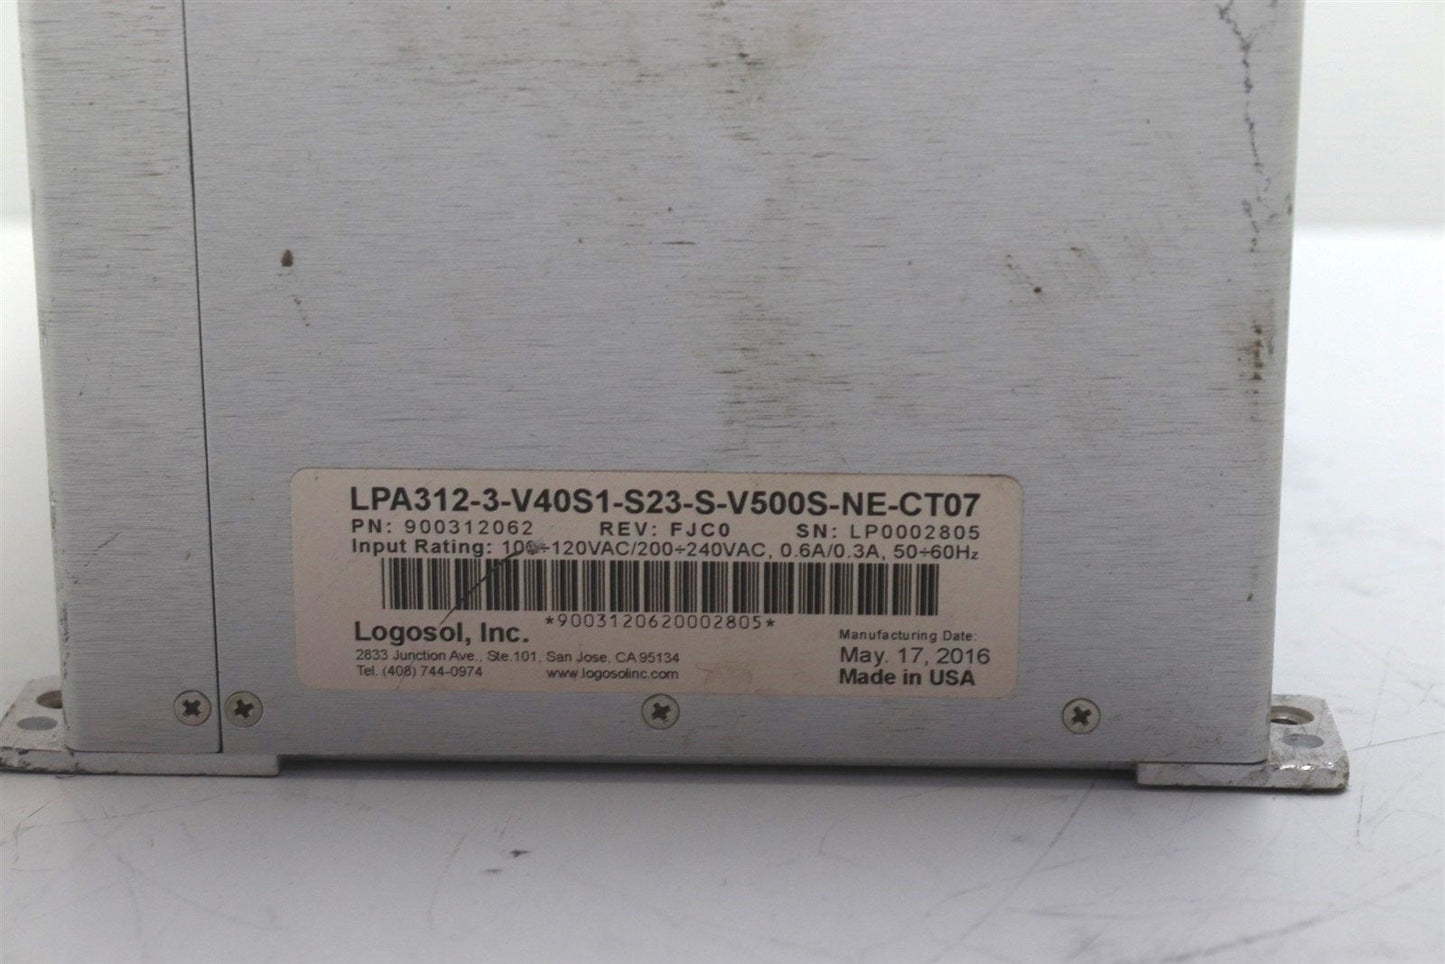 LPA312-3-V40S1-S23-S-V500S-NE-CT07
PN: 900312062 REV: FJC0 SN: LP0002805
Input Rating: 100÷120VAC/200÷240VAC, 0.6A/0.3A, 50÷60Hz
*9003120620002805*
Logosol, Inc.
2833 Junction Ave., Ste.101, San Jose, CA 95134
Tel. (408) 744-0974 www.logosolinc.com
Manufacturing Date:
May. 17, 2016
Made in USA